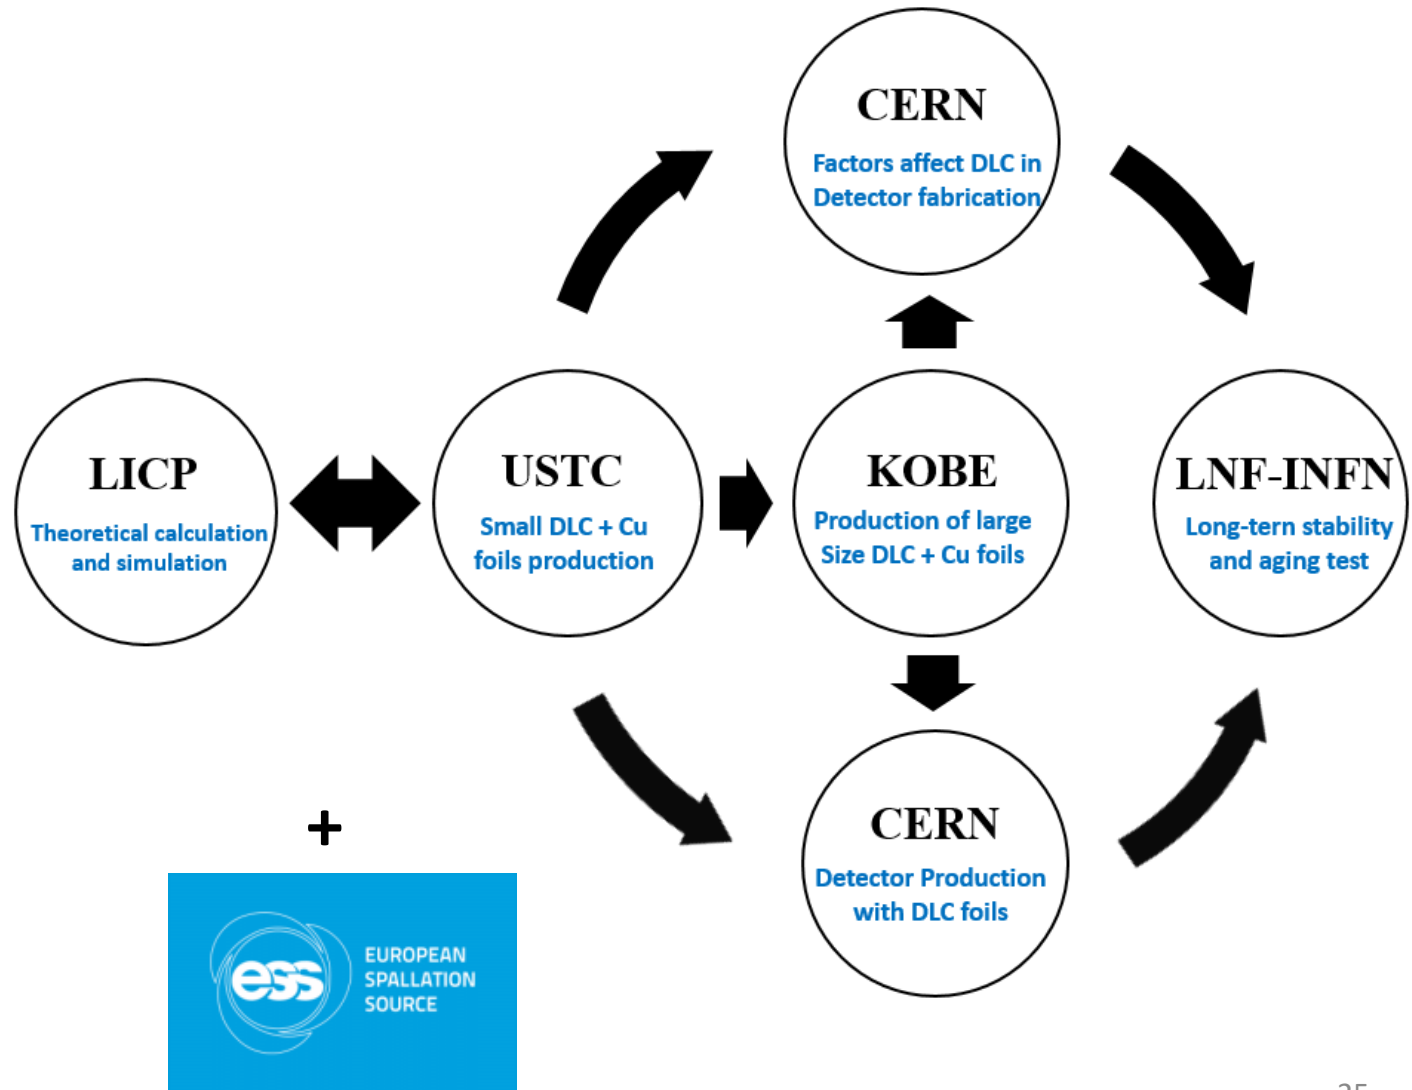 CERN
Factors affect DLC in
Detector fabrication
LICP
Theoretical calculation
and simulation
USTC
Small DLC + Cu
foils production
KOBE
Production of large
Size DLC + Cu foils
LNF-INFN
Long-tern stability
and aging test
CERN
Detector Production
with DLC foils
+
ess
EUROPEAN
SPALLATION
SOURCE